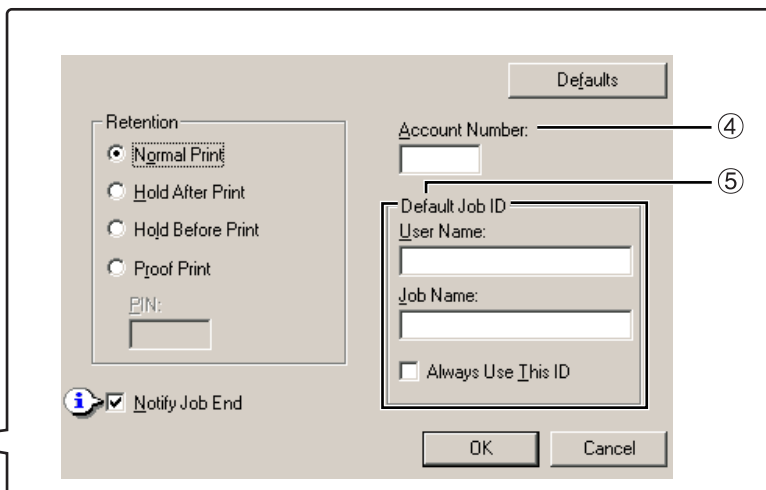 Defaults
Retention
Normal Print
Hold After Print
Hold Before Print
Proof Print
PIN:
Notify Job End
Account Number:
④
⑤
Default Job ID
User Name:
Job Name:
Always Use This ID
OK
Cancel